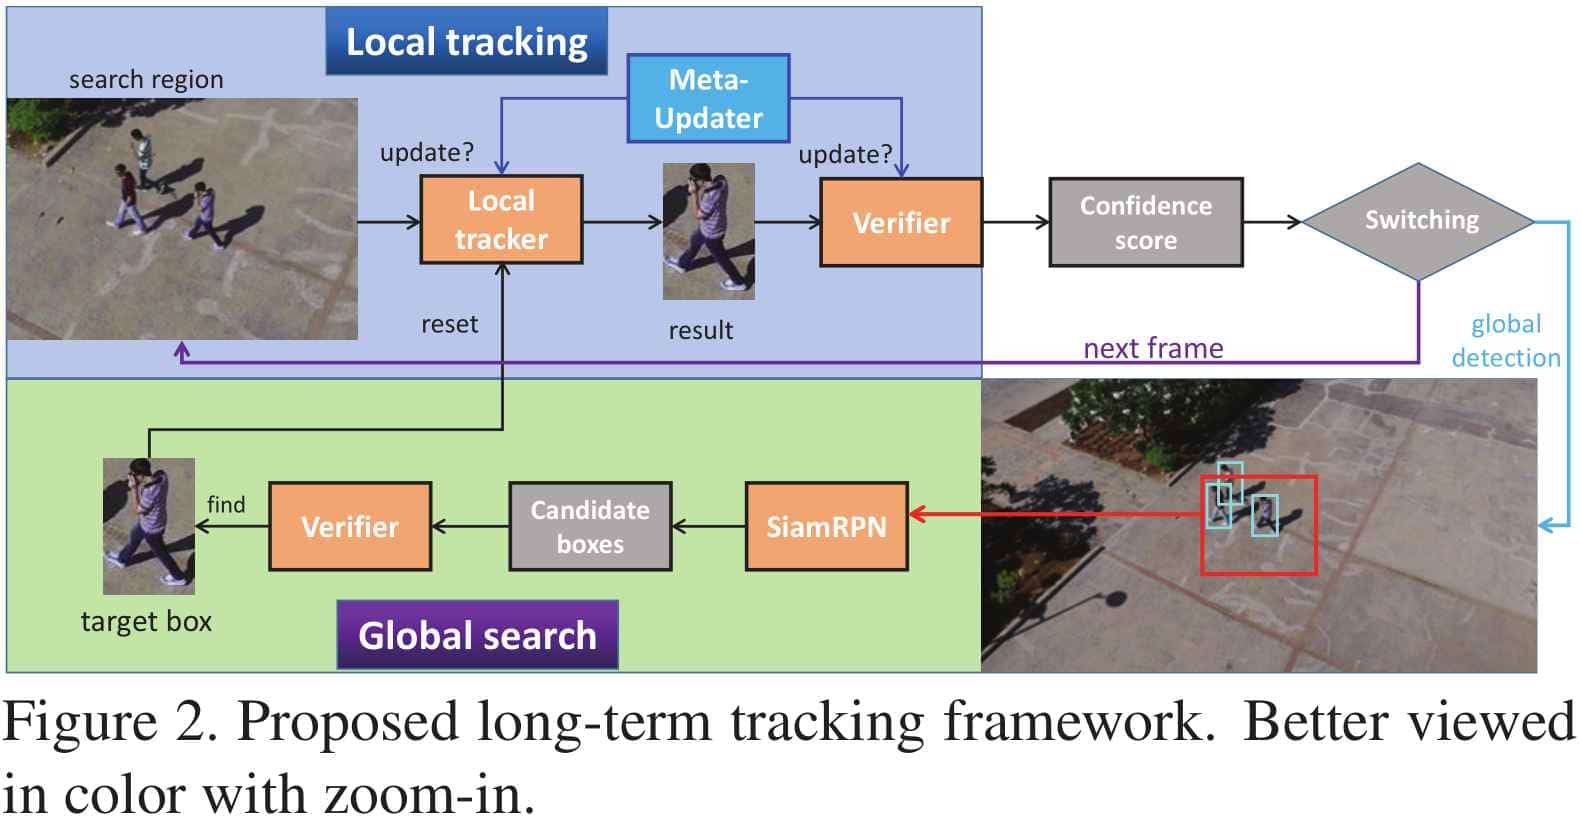 Local tracking
search region
Meta-
Updater
update?
update?
Local
tracker
Verifier
Confidence
score
Switching
reset
result
next frame
global
detection
find
Verifier
Candidate
boxes
SiamRPN
target box
Global search
Figure 2. Proposed long-term tracking framework. Better viewed
in color with zoom-in.